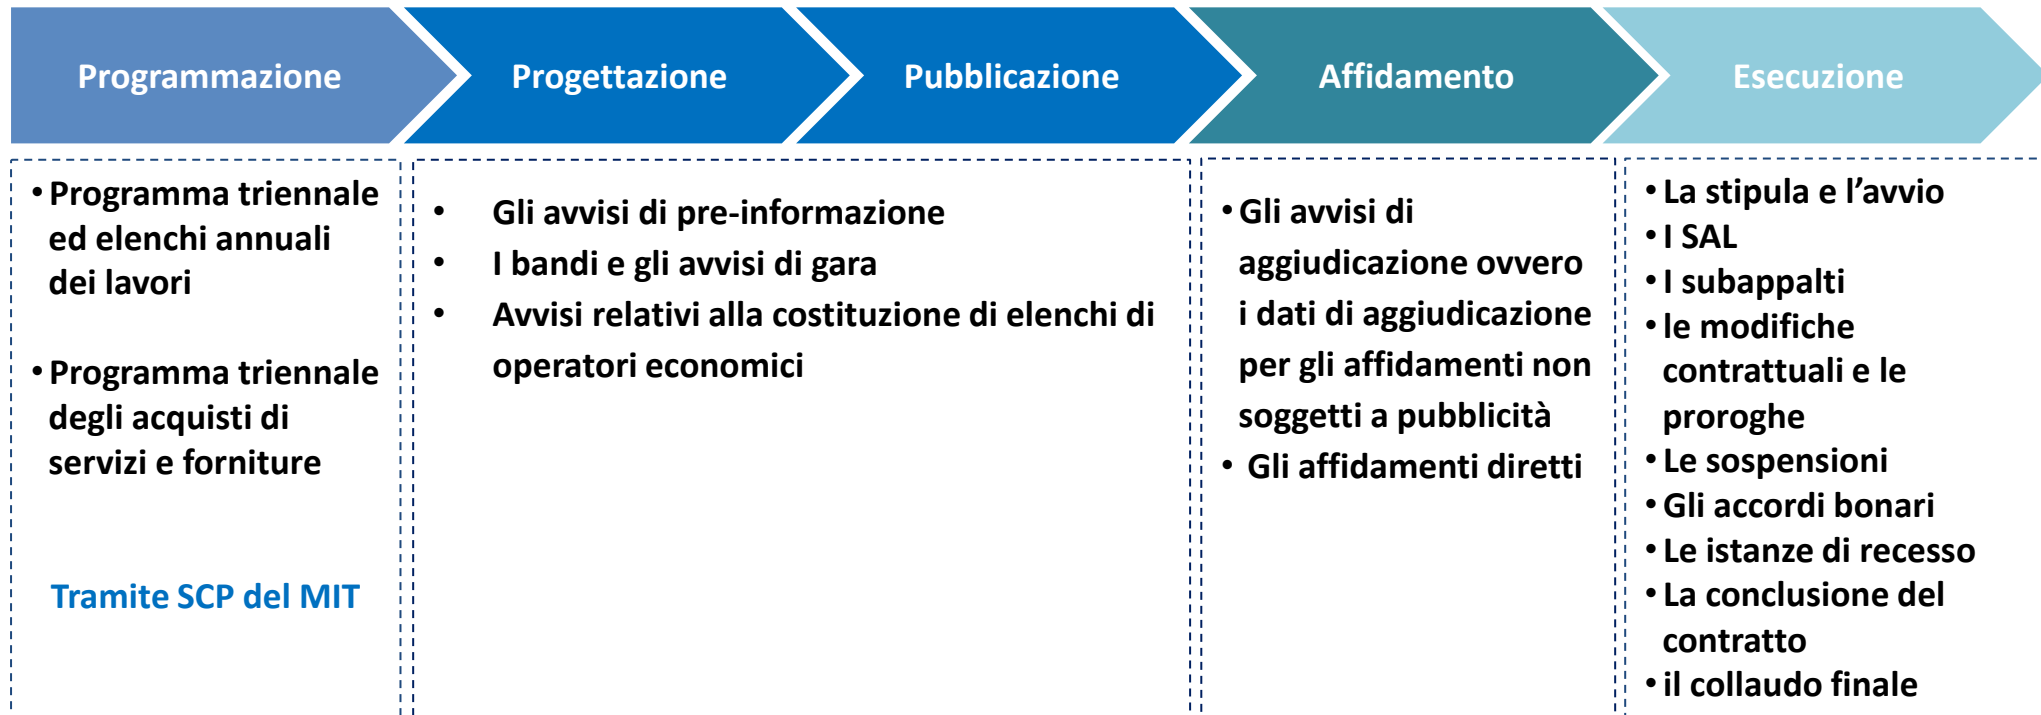 Programmazione
Progettazione
Pubblicazione
Affidamento
Esecuzione
• Programma triennale
ed elenchi annuali
dei lavori
• Programma triennale
degli acquisti di
servizi e forniture
Tramite SCP del MIT
• Gli avvisi di pre-informazione
• I bandi e gli avvisi di gara
• Avvisi relativi alla costituzione di elenchi di
operatori economici
• Gli avvisi di
aggiudicazione ovvero
i dati di aggiudicazione
per gli affidamenti non
soggetti a pubblicità
• Gli affidamenti diretti
• La stipula e l’avvio
• I SAL
• I subappalti
• le modifiche
contrattuali e le
proroghe
• Le sospensioni
• Gli accordi bonari
• Le istanze di recesso
• La conclusione del
contratto
• il collaudo finale